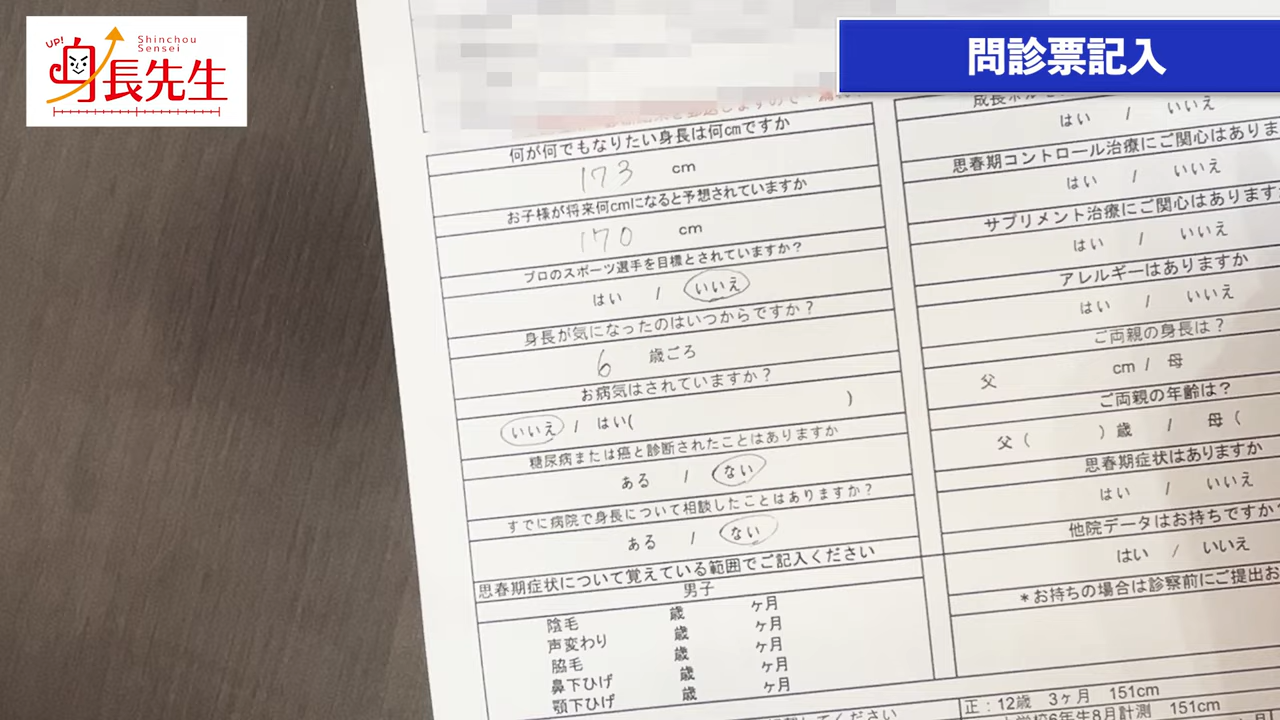 UP!
Shinchou
Sensei
身長先生
問診票記入
何が何でもなりたい身長は何cmですか
173 cm
お子様が将来何cmになると予想されていますか
170 cm
プロのスポーツ選手を目標とされていますか?
はい / いいえ
身長が気になったのはいつからですか?
6 歳ごろ
お病気はされていますか?
いいえ / はい( )
糖尿病または癌と診断されたことはありますか
ある / ない
すでに病院で身長について相談したことはありますか?
ある / ない
思春期症状について覚えている範囲でご記入ください
男子
陰毛 歳 ヶ月
声変わり 歳 ヶ月
脇毛 歳 ヶ月
鼻下ひげ 歳 ヶ月
顎下ひげ 歳 ヶ月
はい / いいえ
思春期コントロール治療にご関心はありま
はい / いいえ
サプリメント治療にご関心はあります
はい / いいえ
アレルギーはありますか
はい / いいえ
ご両親の身長は?
父 cm / 母
ご両親の年齢は?
父( )歳 / 母(
思春期症状はありますか
はい / いいえ
他院データはお持ちですか?
はい / いいえ
*お持ちの場合は診察前にご提出お
正:12歳 3ヶ月 151cm
学校6年生8月計測 151cm